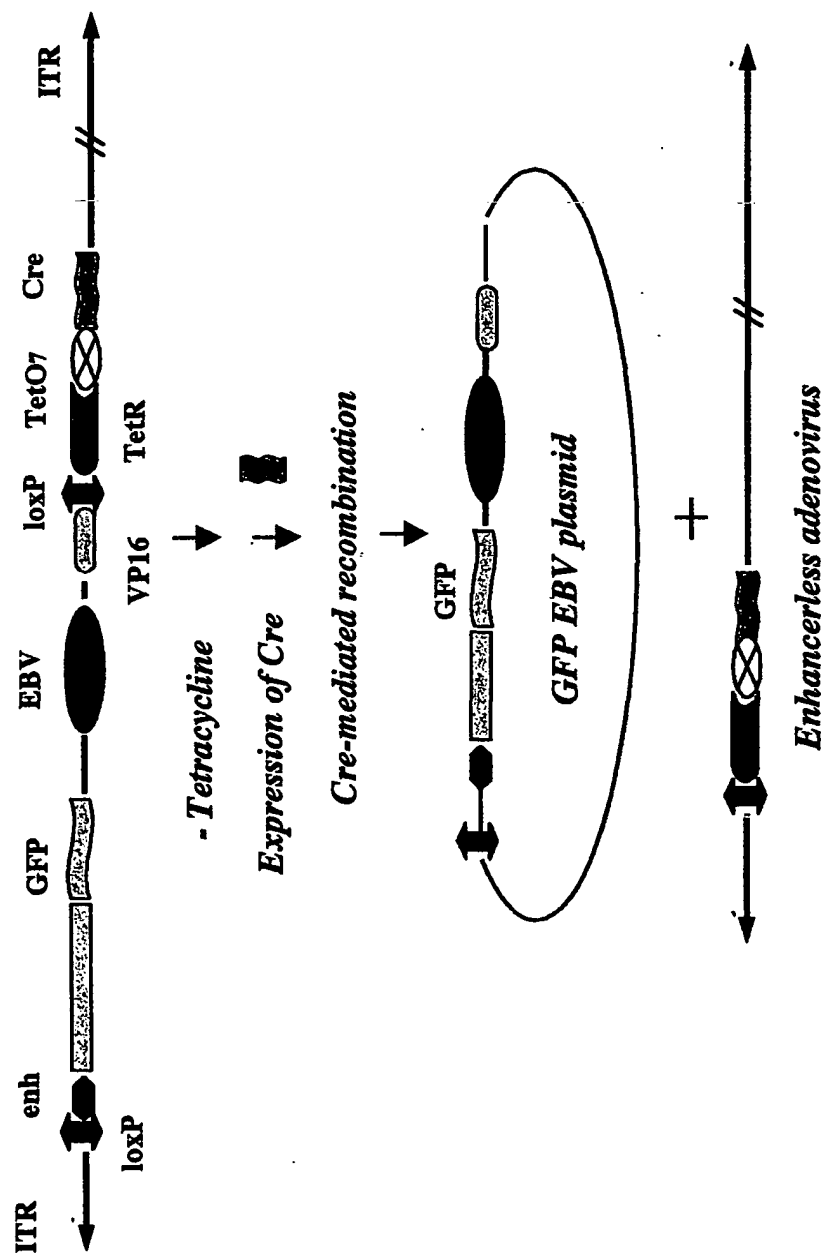 ITR enh GFP EBV loxP TetO7 Cre ITR
loxP VP16 TetR
- Tetracycline
Expression of Cre
Cre-mediated recombination
GFP
GFP EBV plasmid
+
Enhancerless adenovirus